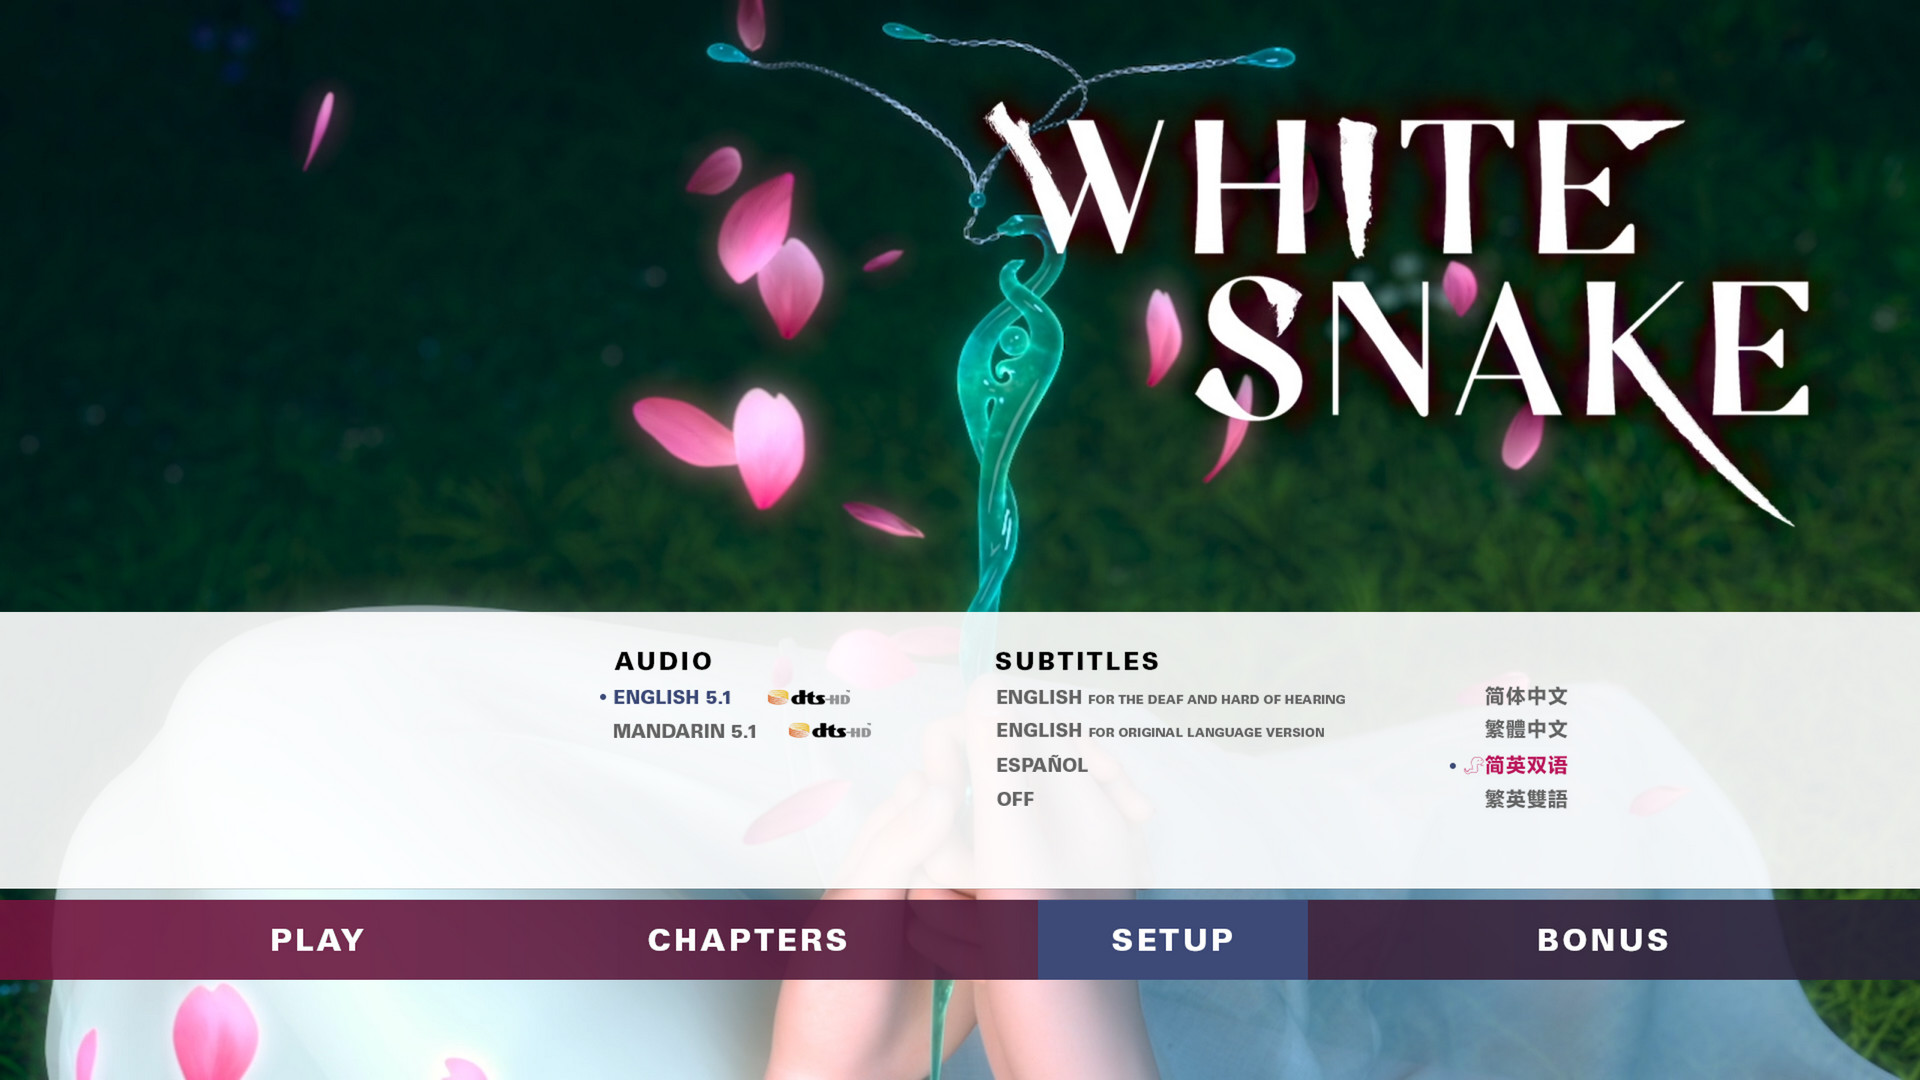 WHITE
SNAKE
AUDIO
• ENGLISH 5.1 dts-HD
MANDARIN 5.1 dts-HD
SUBTITLES
ENGLISH FOR THE DEAF AND HARD OF HEARING
ENGLISH FOR ORIGINAL LANGUAGE VERSION
ESPAÑOL
OFF
简体中文
繁體中文
• 简英双语
繁英雙語
PLAY
CHAPTERS
SETUP
BONUS